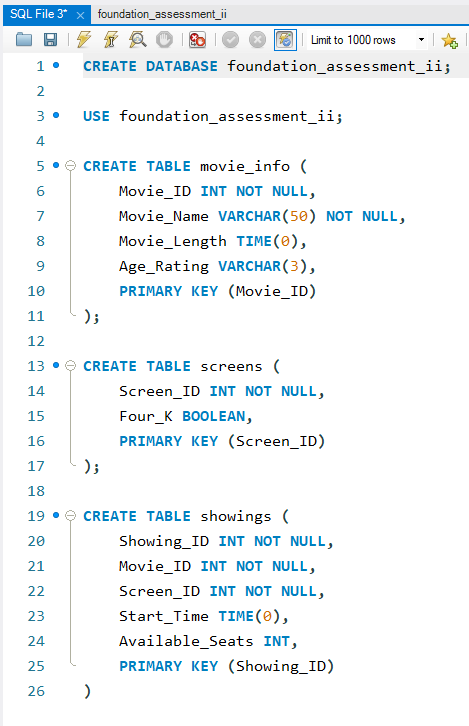 SQL File 3* foundation_assessment_ii
Limit to 1000 rows
1 CREATE DATABASE foundation_assessment_ii;
2
3 USE foundation_assessment_ii;
4
5 CREATE TABLE movie_info (
6 Movie_ID INT NOT NULL,
7 Movie_Name VARCHAR(50) NOT NULL,
8 Movie_Length TIME(0),
9 Age_Rating VARCHAR(3),
10 PRIMARY KEY (Movie_ID)
11 );
12
13 CREATE TABLE screens (
14 Screen_ID INT NOT NULL,
15 Four_K BOOLEAN,
16 PRIMARY KEY (Screen_ID)
17 );
18
19 CREATE TABLE showings (
20 Showing_ID INT NOT NULL,
21 Movie_ID INT NOT NULL,
22 Screen_ID INT NOT NULL,
23 Start_Time TIME(0),
24 Available_Seats INT,
25 PRIMARY KEY (Showing_ID)
26 )